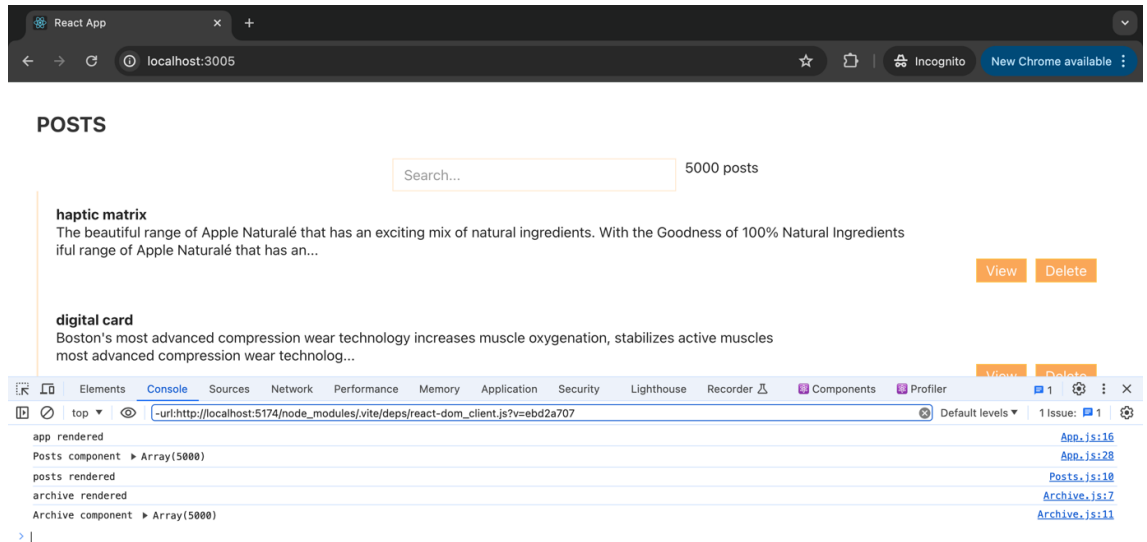 React App
localhost:3005
Incognito
New Chrome available
POSTS
Search...
5000 posts
haptic matrix
The beautiful range of Apple Naturalé that has an exciting mix of natural ingredients. With the Goodness of 100% Natural Ingredients
iful range of Apple Naturalé that has an...
View Delete
digital card
Boston's most advanced compression wear technology increases muscle oxygenation, stabilizes active muscles
most advanced compression wear technolog...
View Delete
Elements Console Sources Network Performance Memory Application Security Lighthouse Recorder Components Profiler 1
top -url:http://localhost:5174/node_modules/.vite/deps/react-dom_client.js?v=ebd2a707 Default levels 1 Issue: 1
app rendered App.js:16
Posts component Array(5000) App.js:28
posts rendered Posts.js:10
archive rendered Archive.js:7
Archive component Array(5000) Archive.js:11